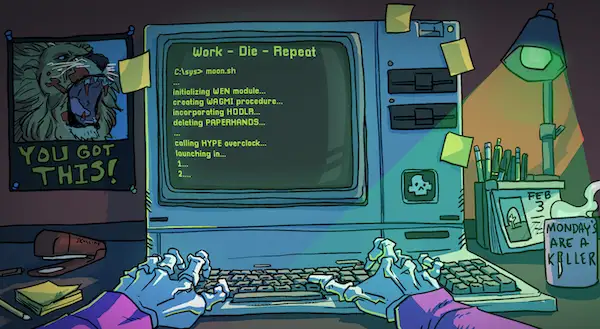 Work - Die - Repeat
C:\sys> moon.sh
...
initializing WEN module...
creating WAGMI procedure...
incorporating HODLR...
deleting PAPERHANDS...
...
calling HYPE overclock...
launching in...
1...
2....
YOU GOT
THIS!
FEB
3
MONDAY'S
ARE A
KILLER